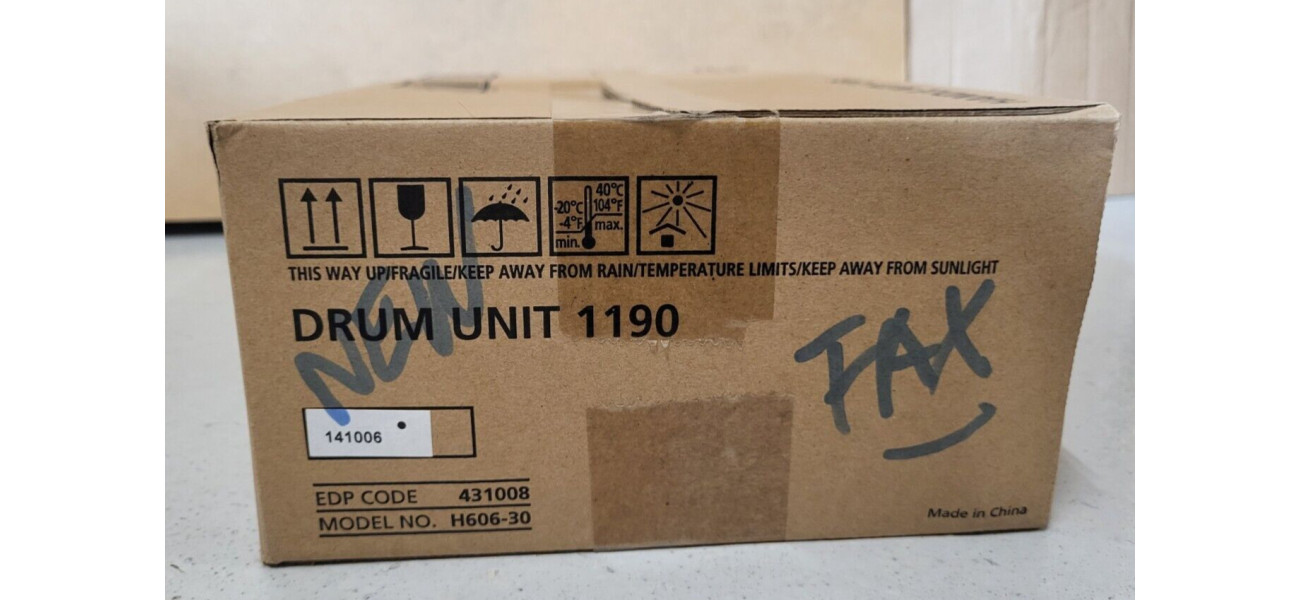 -20°C
-4°F
min.
40°C
104°F
max.
THIS WAY UP/FRAGILE/KEEP AWAY FROM RAIN/TEMPERATURE LIMITS/KEEP AWAY FROM SUNLIGHT
DRUM UNIT 1190
NEW
FAX
141006
EDP CODE 431008
MODEL NO. H606-30
Made in China